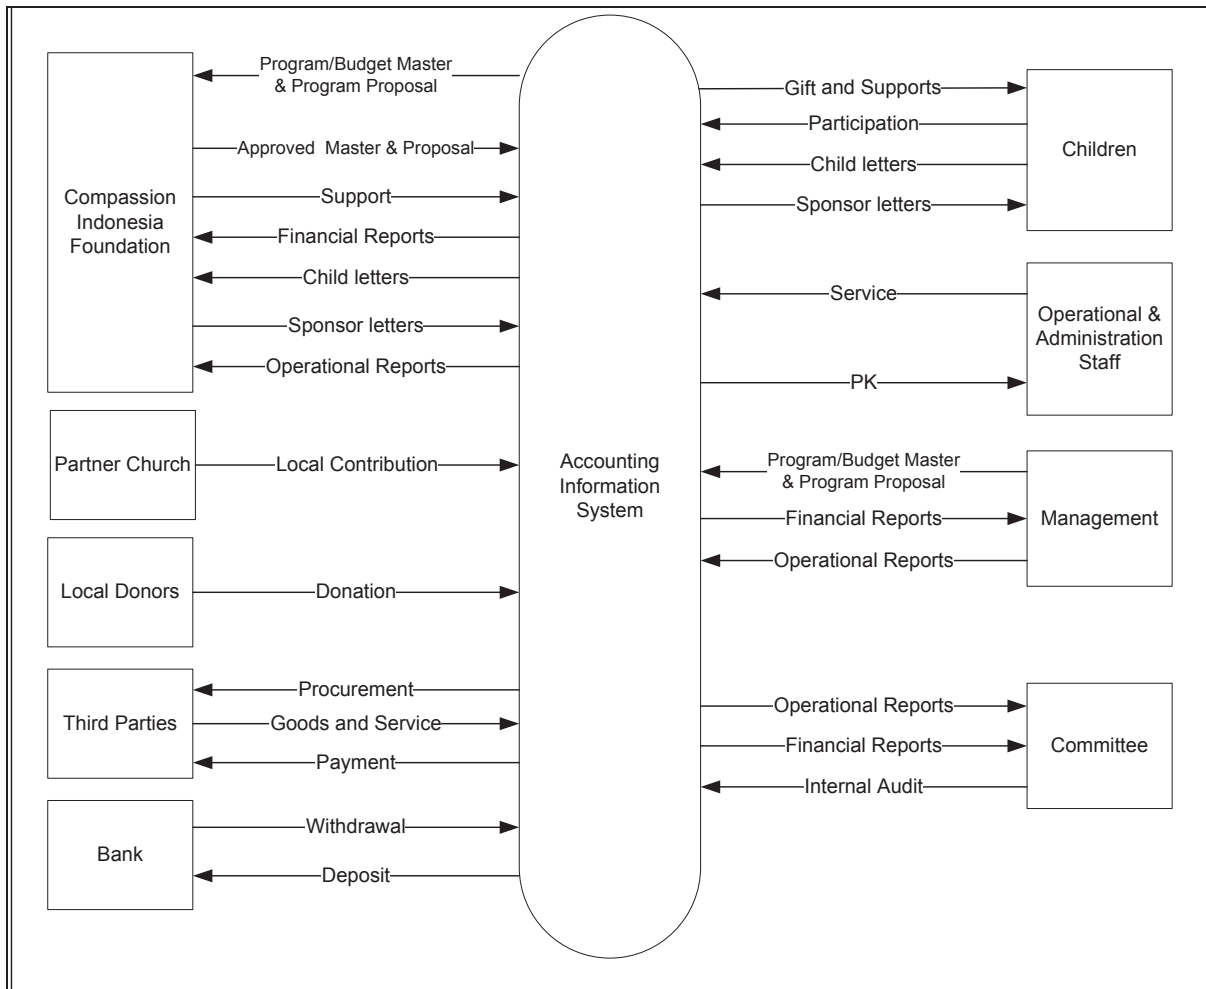 Program/Budget Master
& Program Proposal
Approved  Master & Proposal
Compassion
Indonesia
Foundation
Support
Financial Reports
Child letters
Sponsor letters
Operational Reports
Partner Church
Local Contribution
Local Donors
Donation
Third Parties
Procurement
Goods and Service
Payment
Bank
Withdrawal
Deposit
Accounting
Information
System
Gift and Supports
Participation
Child letters
Sponsor letters
Children
Service
PK
Operational &
Administration
Staff
Program/Budget Master
& Program Proposal
Financial Reports
Operational Reports
Management
Operational Reports
Financial Reports
Internal Audit
Committee